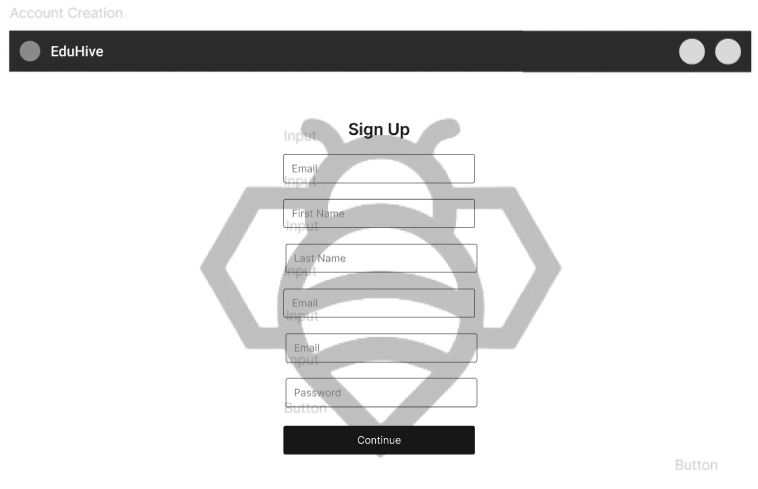 Account Creation
EduHive
Sign Up
Input
Email
Input
First Name
Input
Last Name
Input
Email
Input
Email
Input
Password
Button
Continue
Button